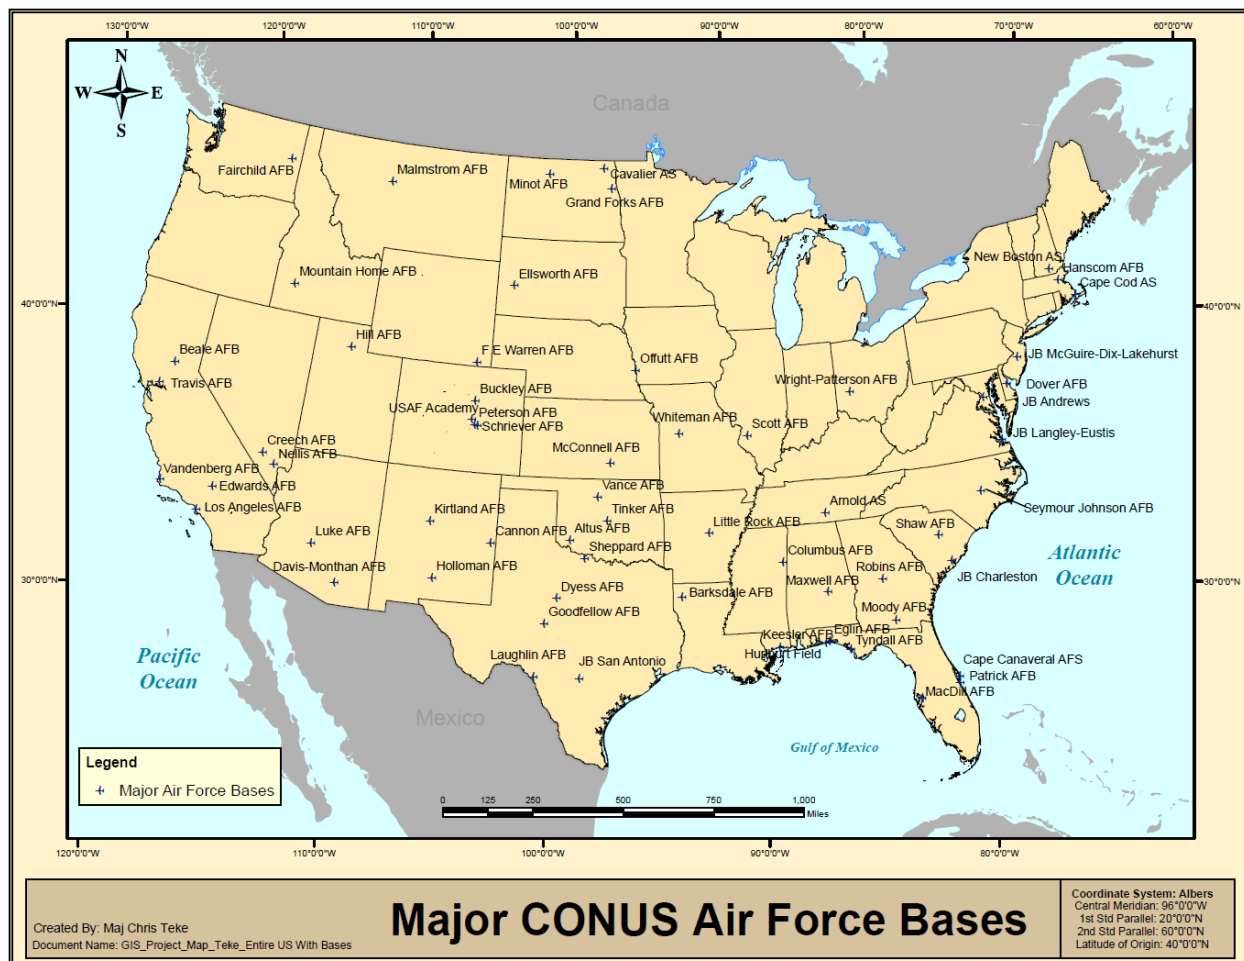 130°0'0"W 120°0'0"W 110°0'0"W 100°0'0"W 90°0'0"W 80°0'0"W 70°0'0"W 60°0'0"W
N
W E
S
Canada
Fairchild AFB
Malmstrom AFB
Minot AFB
Cavalier AS
Grand Forks AFB
New Boston AS
Hanscom AFB
Cape Cod AS
Mountain Home AFB
Ellsworth AFB
40°0'0"N
40°0'0"N
Beale AFB
Hill AFB
F E Warren AFB
Offutt AFB
JB McGuire-Dix-Lakehurst
Travis AFB
Buckley AFB
Wright-Patterson AFB
Dover AFB
USAF Academy
Peterson AFB
JB Andrews
Schriever AFB
Whiteman AFB
Scott AFB
JB Langley-Eustis
Creech AFB
Nellis AFB
McConnell AFB
Vandenberg AFB
Edwards AFB
Vance AFB
Arnold AS
Los Angeles AFB
Kirtland AFB
Tinker AFB
Seymour Johnson AFB
Luke AFB
Cannon AFB
Altus AFB
Little Rock AFB
Shaw AFB
Sheppard AFB
Columbus AFB
Atlantic
Ocean
Davis-Monthan AFB
Holloman AFB
Robins AFB
JB Charleston
30°0'0"N
30°0'0"N
Dyess AFB
Barksdale AFB
Maxwell AFB
Goodfellow AFB
Moody AFB
Keesler AFB
Eglin AFB
Tyndall AFB
Hurlburt Field
Pacific
Ocean
Laughlin AFB
JB San Antonio
Cape Canaveral AFS
Patrick AFB
MacDill AFB
Mexico
Gulf of Mexico
Legend
Major Air Force Bases
0 125 250 500 750 1,000
Miles
120°0'0"W 110°0'0"W 100°0'0"W 90°0'0"W 80°0'0"W
Created By: Maj Chris Teke
Document Name: GIS_Project_Map_Teke_Entire US With Bases
Major CONUS Air Force Bases
Coordinate System: Albers
Central Meridian: 96°0'0"W
1st Std Parallel: 20°0'0"N
2nd Std Parallel: 60°0'0"N
Latitude of Origin: 40°0'0"N